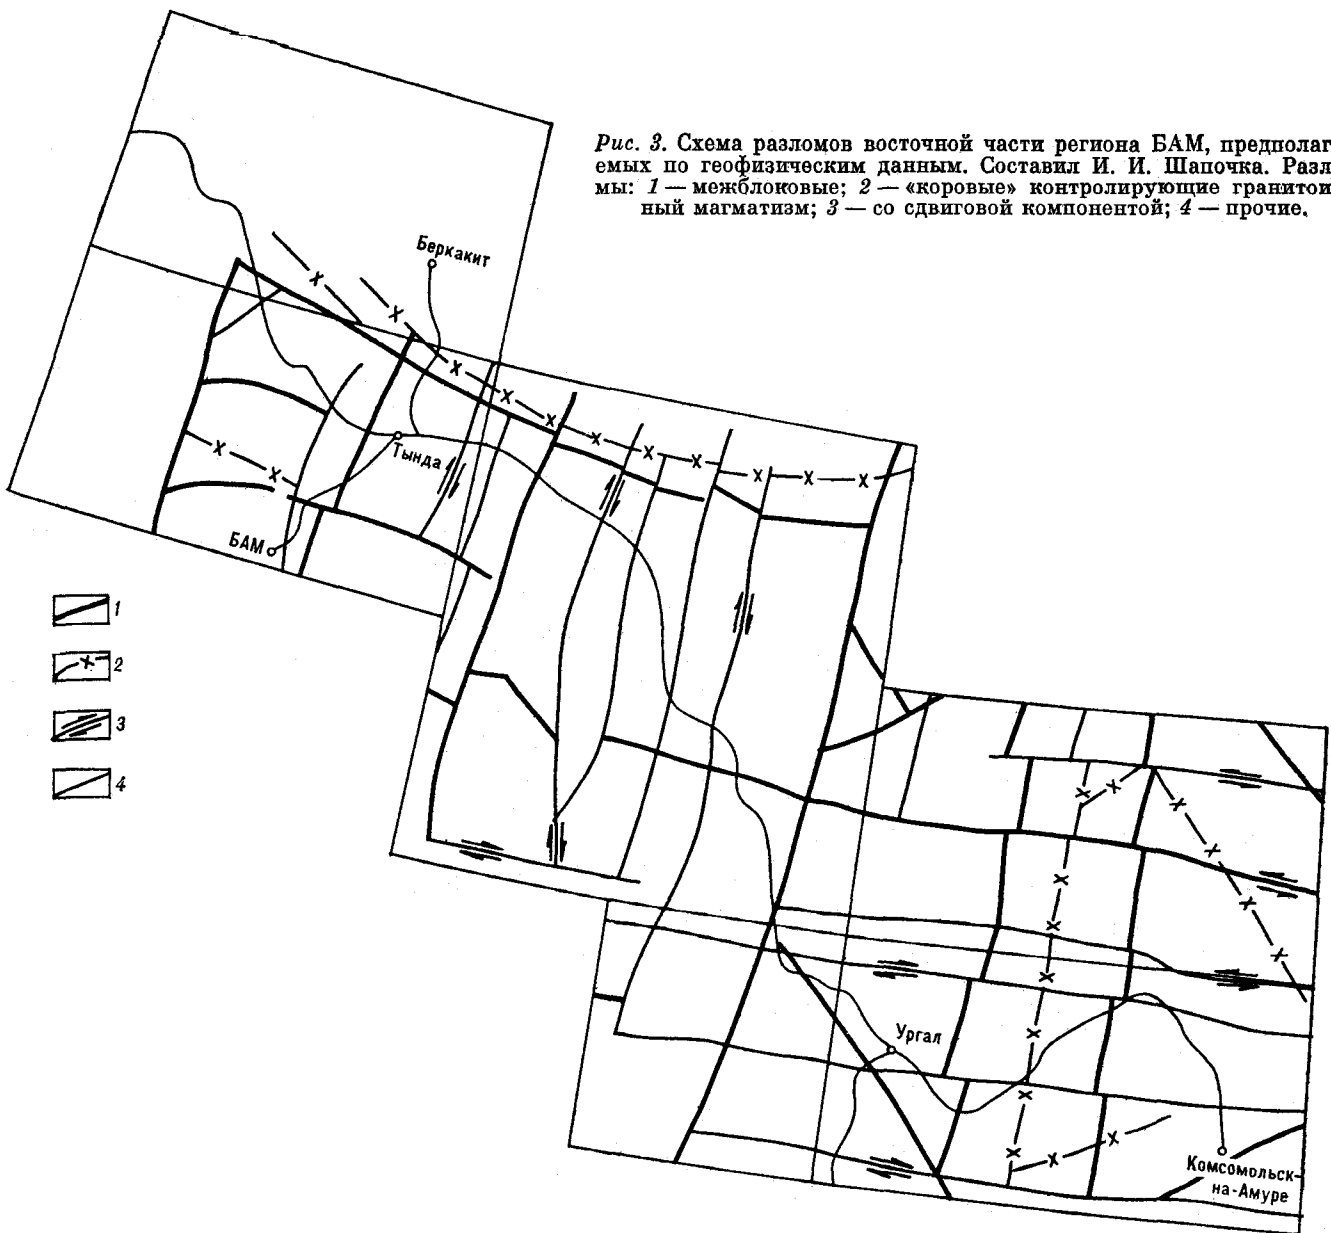 Рис. 3. Схема разломов восточной части региона БАМ, предполаг
емых по геофизическим данным. Составил И. И. Шапочка. Разл
мы: 1 — межблоковые; 2 — «коровые» контролирующие гранитои
ный магматизм; 3 — со сдвиговой компонентой; 4 — прочие.
Беркакит
Тында
БАМ
1
2
3
4
Ургал
Комсомольск-
на-Амуре